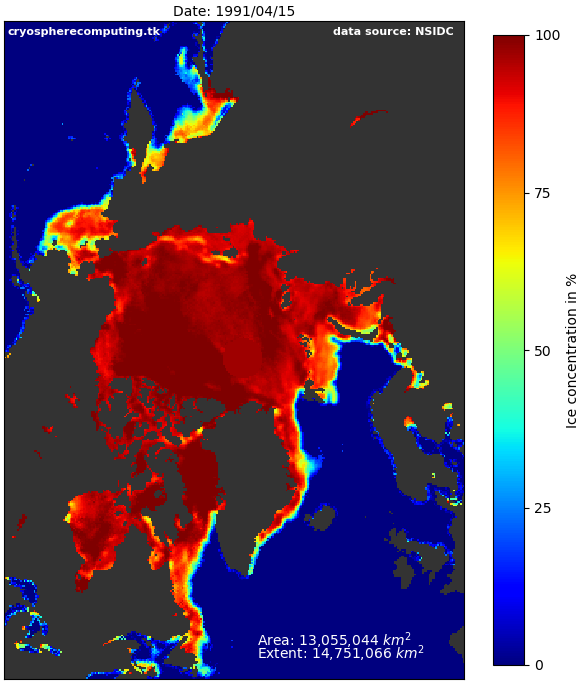 Date: 1991/04/15
cryospherecomputing.tk
data source: NSIDC
100
75
50
25
0
Ice concentration in %
Area: 13,055,044 km²
Extent: 14,751,066 km²